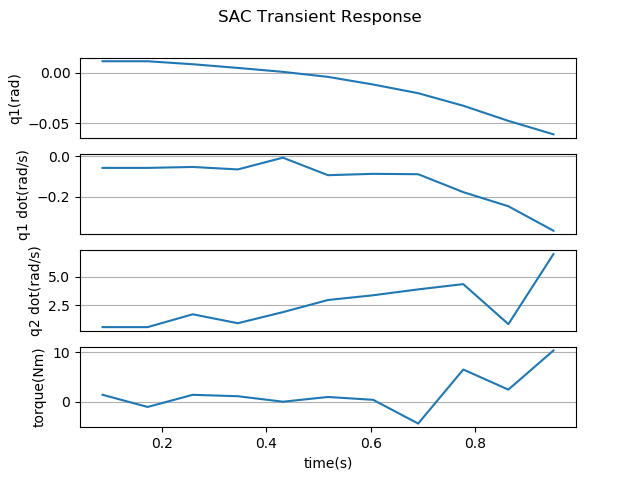 SAC Transient Response
q1(rad)
0.00
−0.05
q1 dot(rad/s)
0.0
−0.2
q2 dot(rad/s)
5.0
2.5
torque(Nm)
10
0
0.2 0.4 0.6 0.8
time(s)